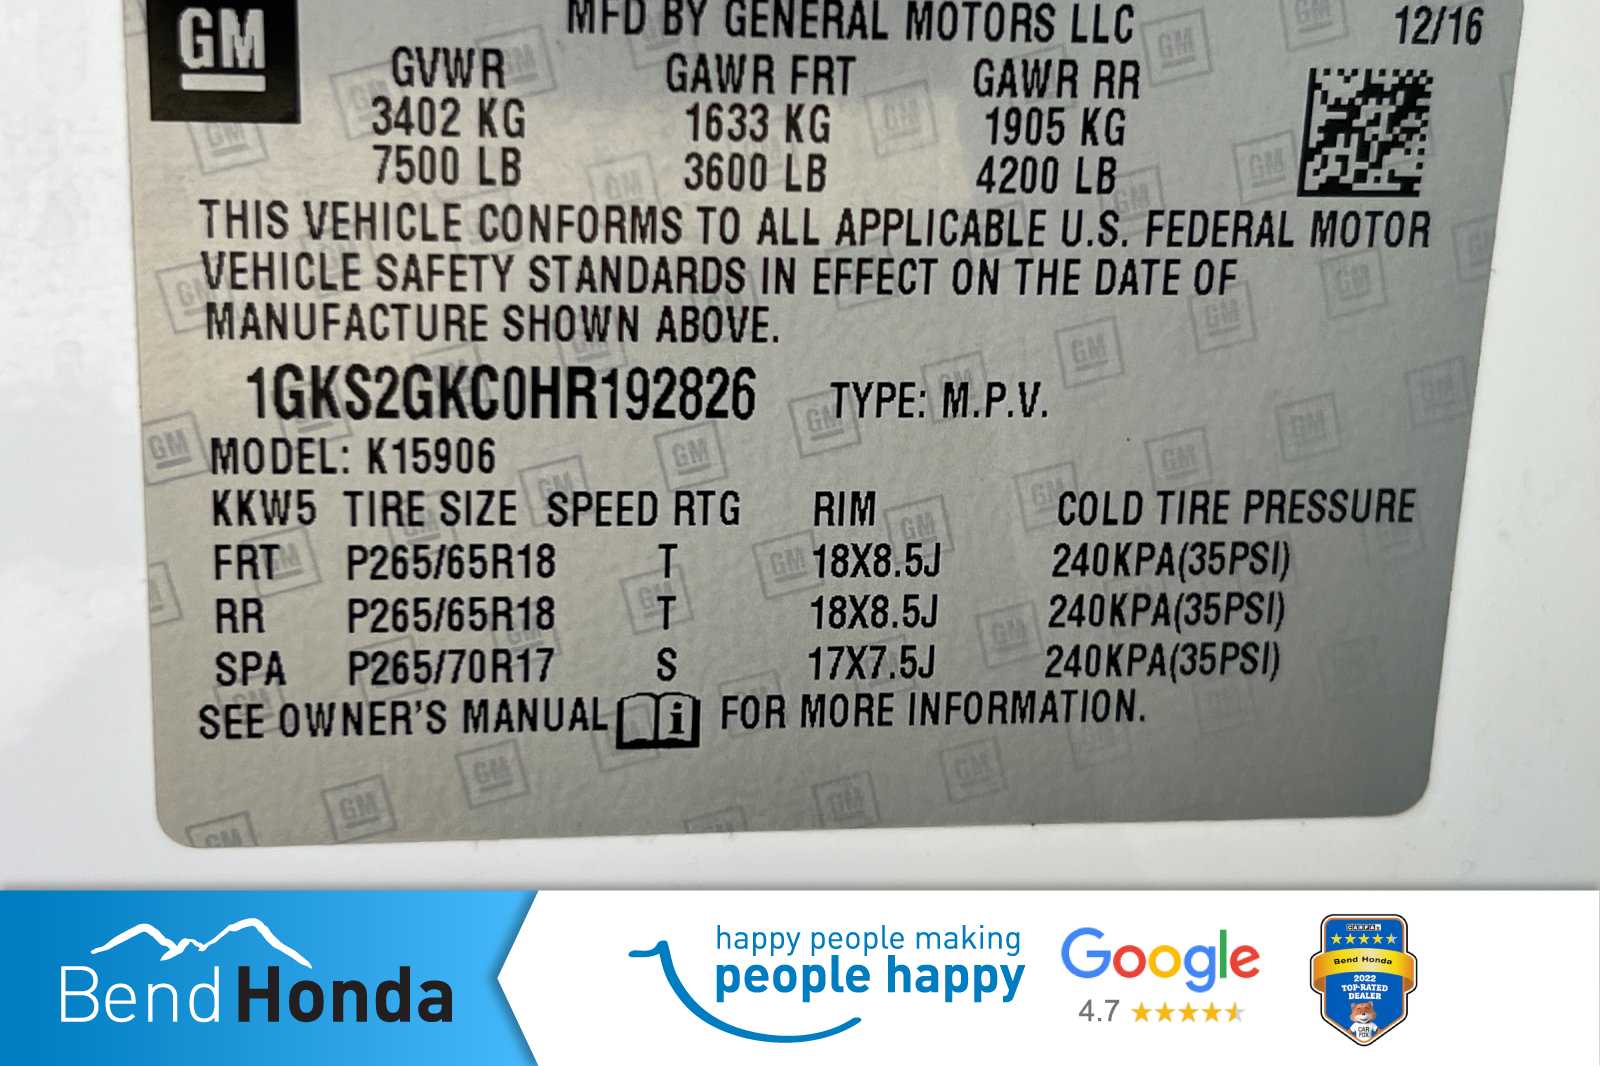 GM
MFD BY GENERAL MOTORS LLC 12/16
GVWR GAWR FRT GAWR RR
3402 KG 1633 KG 1905 KG
7500 LB 3600 LB 4200 LB
THIS VEHICLE CONFORMS TO ALL APPLICABLE U.S. FEDERAL MOTOR
VEHICLE SAFETY STANDARDS IN EFFECT ON THE DATE OF
MANUFACTURE SHOWN ABOVE.
1GKS2GKC0HR192826 TYPE: M.P.V.
MODEL: K15906
KKW5 TIRE SIZE SPEED RTG RIM COLD TIRE PRESSURE
FRT P265/65R18 T 18X8.5J 240KPA(35PSI)
RR P265/65R18 T 18X8.5J 240KPA(35PSI)
SPA P265/70R17 S 17X7.5J 240KPA(35PSI)
SEE OWNER'S MANUAL i FOR MORE INFORMATION.
Bend Honda
happy people making
people happy
Google
4.7
CARFAX
Bend Honda
2022
TOP-RATED
DEALER
CAR
FOX